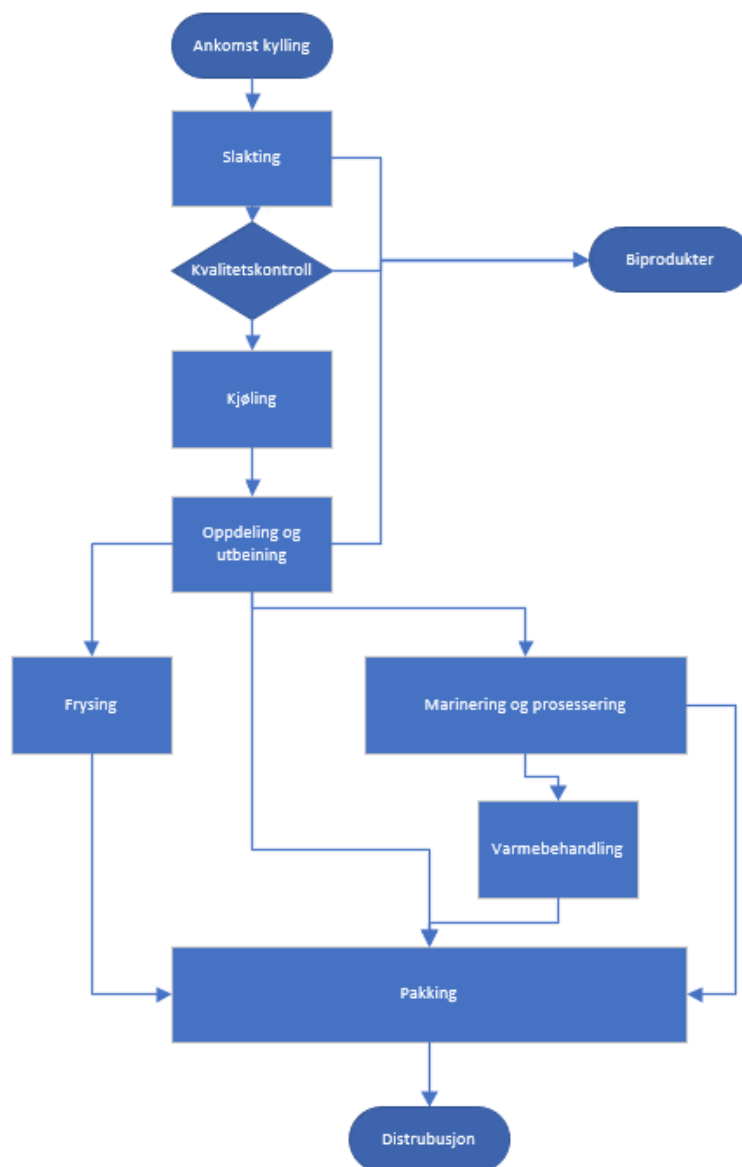 Ankomst kylling
Slakting
Kvalitetskontroll
Biprodukter
Kjøling
Oppdeling og
utbeining
Frysing
Marinering og prosessering
Varmebehandling
Pakking
Distrubusjon